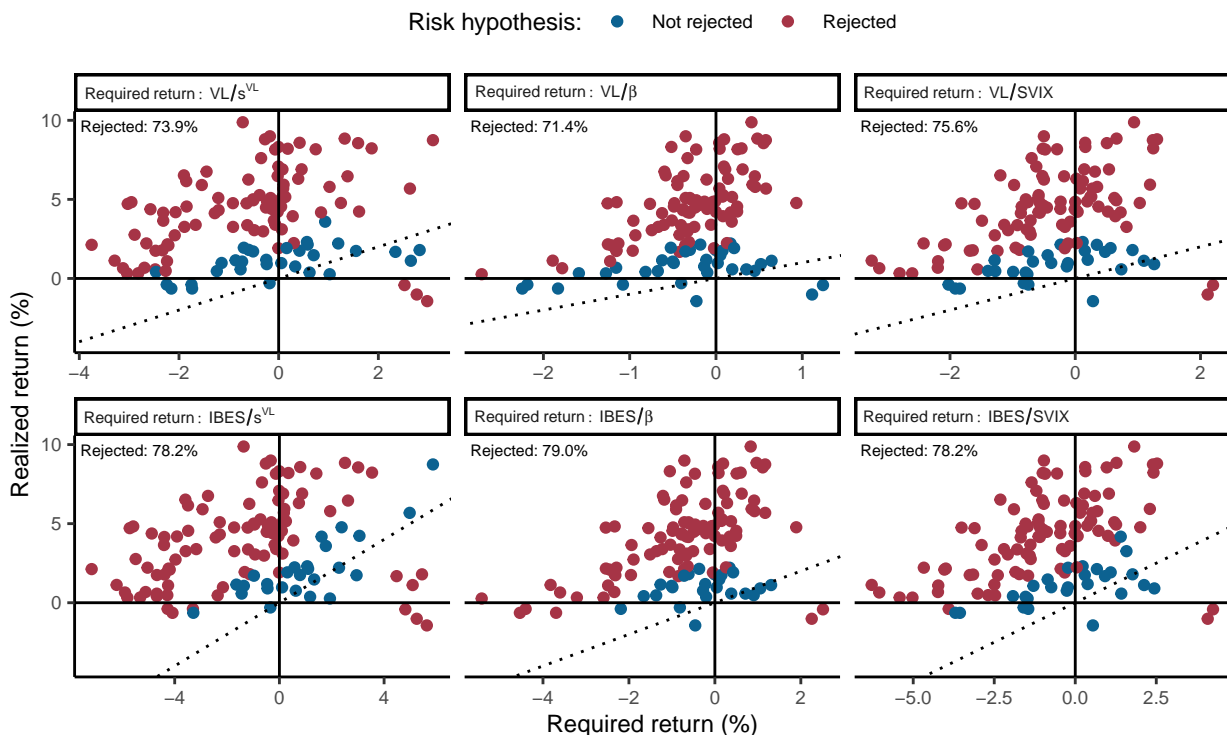 Risk hypothesis: Not rejected Rejected
Required return : VL/s^VL Required return : VL/β Required return : VL/SVIX
Rejected: 73.9% Rejected: 71.4% Rejected: 75.6%
10
5
0
−4 −2 0 2 −2 −1 0 1 −2 0 2
Required return : IBES/s^VL Required return : IBES/β Required return : IBES/SVIX
Rejected: 78.2% Rejected: 79.0% Rejected: 78.2%
10
5
0
−4 0 4 −4 −2 0 2 −5.0 −2.5 0.0 2.5
Realized return (%)
Required return (%)